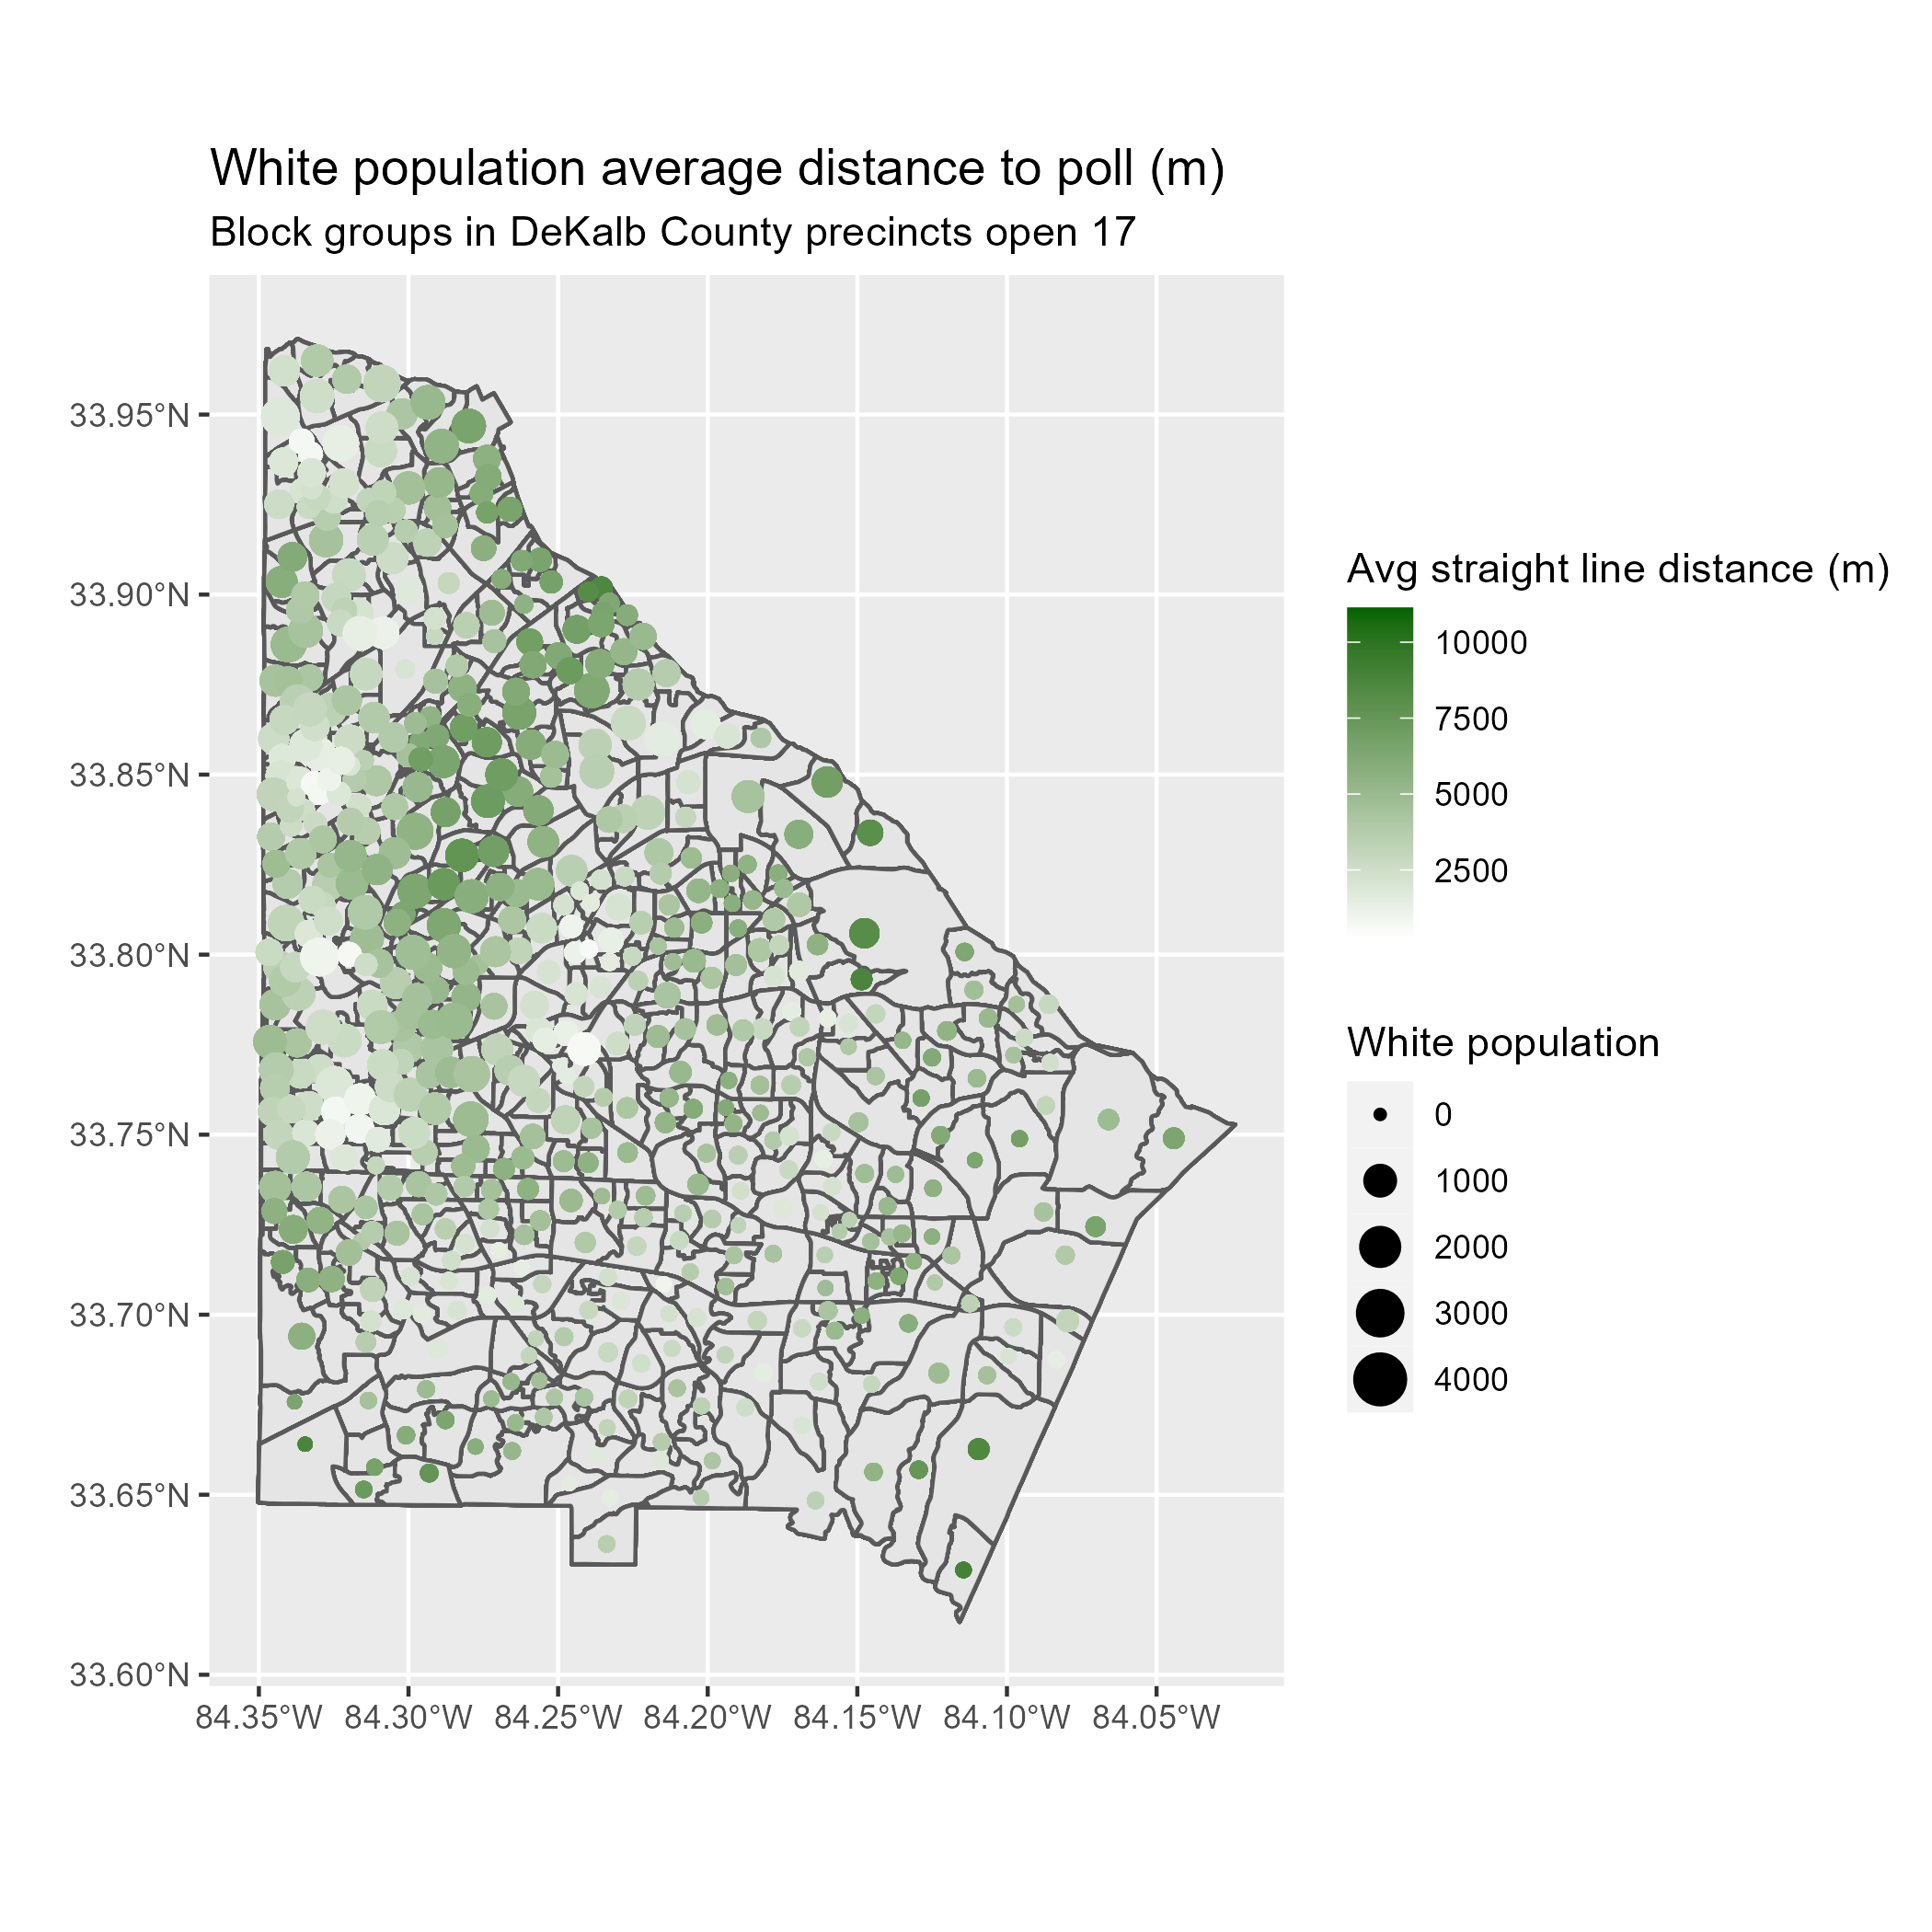 White population average distance to poll (m)
Block groups in DeKalb County precincts open 17
33.95°N
33.90°N
33.85°N
33.80°N
33.75°N
33.70°N
33.65°N
33.60°N
84.35°W 84.30°W 84.25°W 84.20°W 84.15°W 84.10°W 84.05°W
Avg straight line distance (m)
10000
7500
5000
2500
White population
0
1000
2000
3000
4000